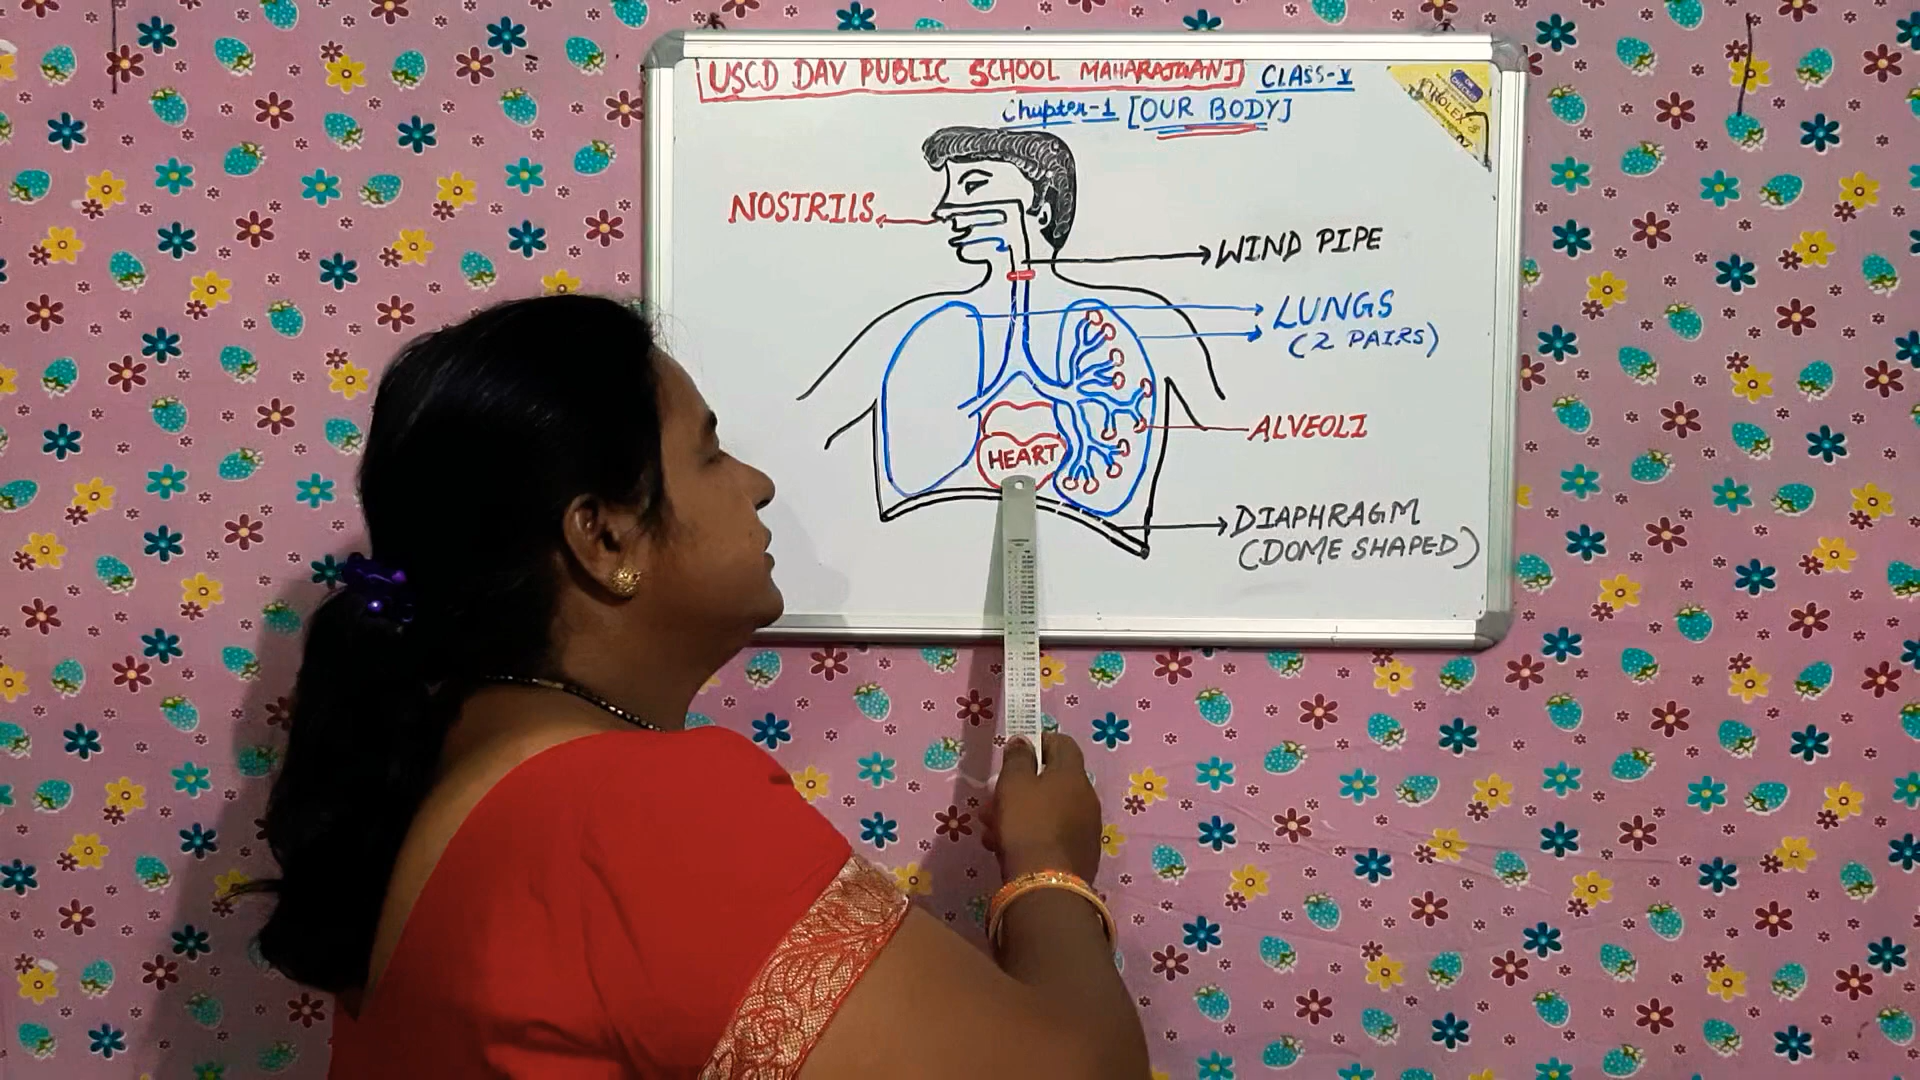 USCD DAV PUBLIC SCHOOL MAHARAJGANJ CLASS-V
Chapter-1 [OUR BODY]
NOSTRILS
WIND PIPE
LUNGS
(2 PAIRS)
ALVEOLI
HEART
DIAPHRAGM
(DOME SHAPED)